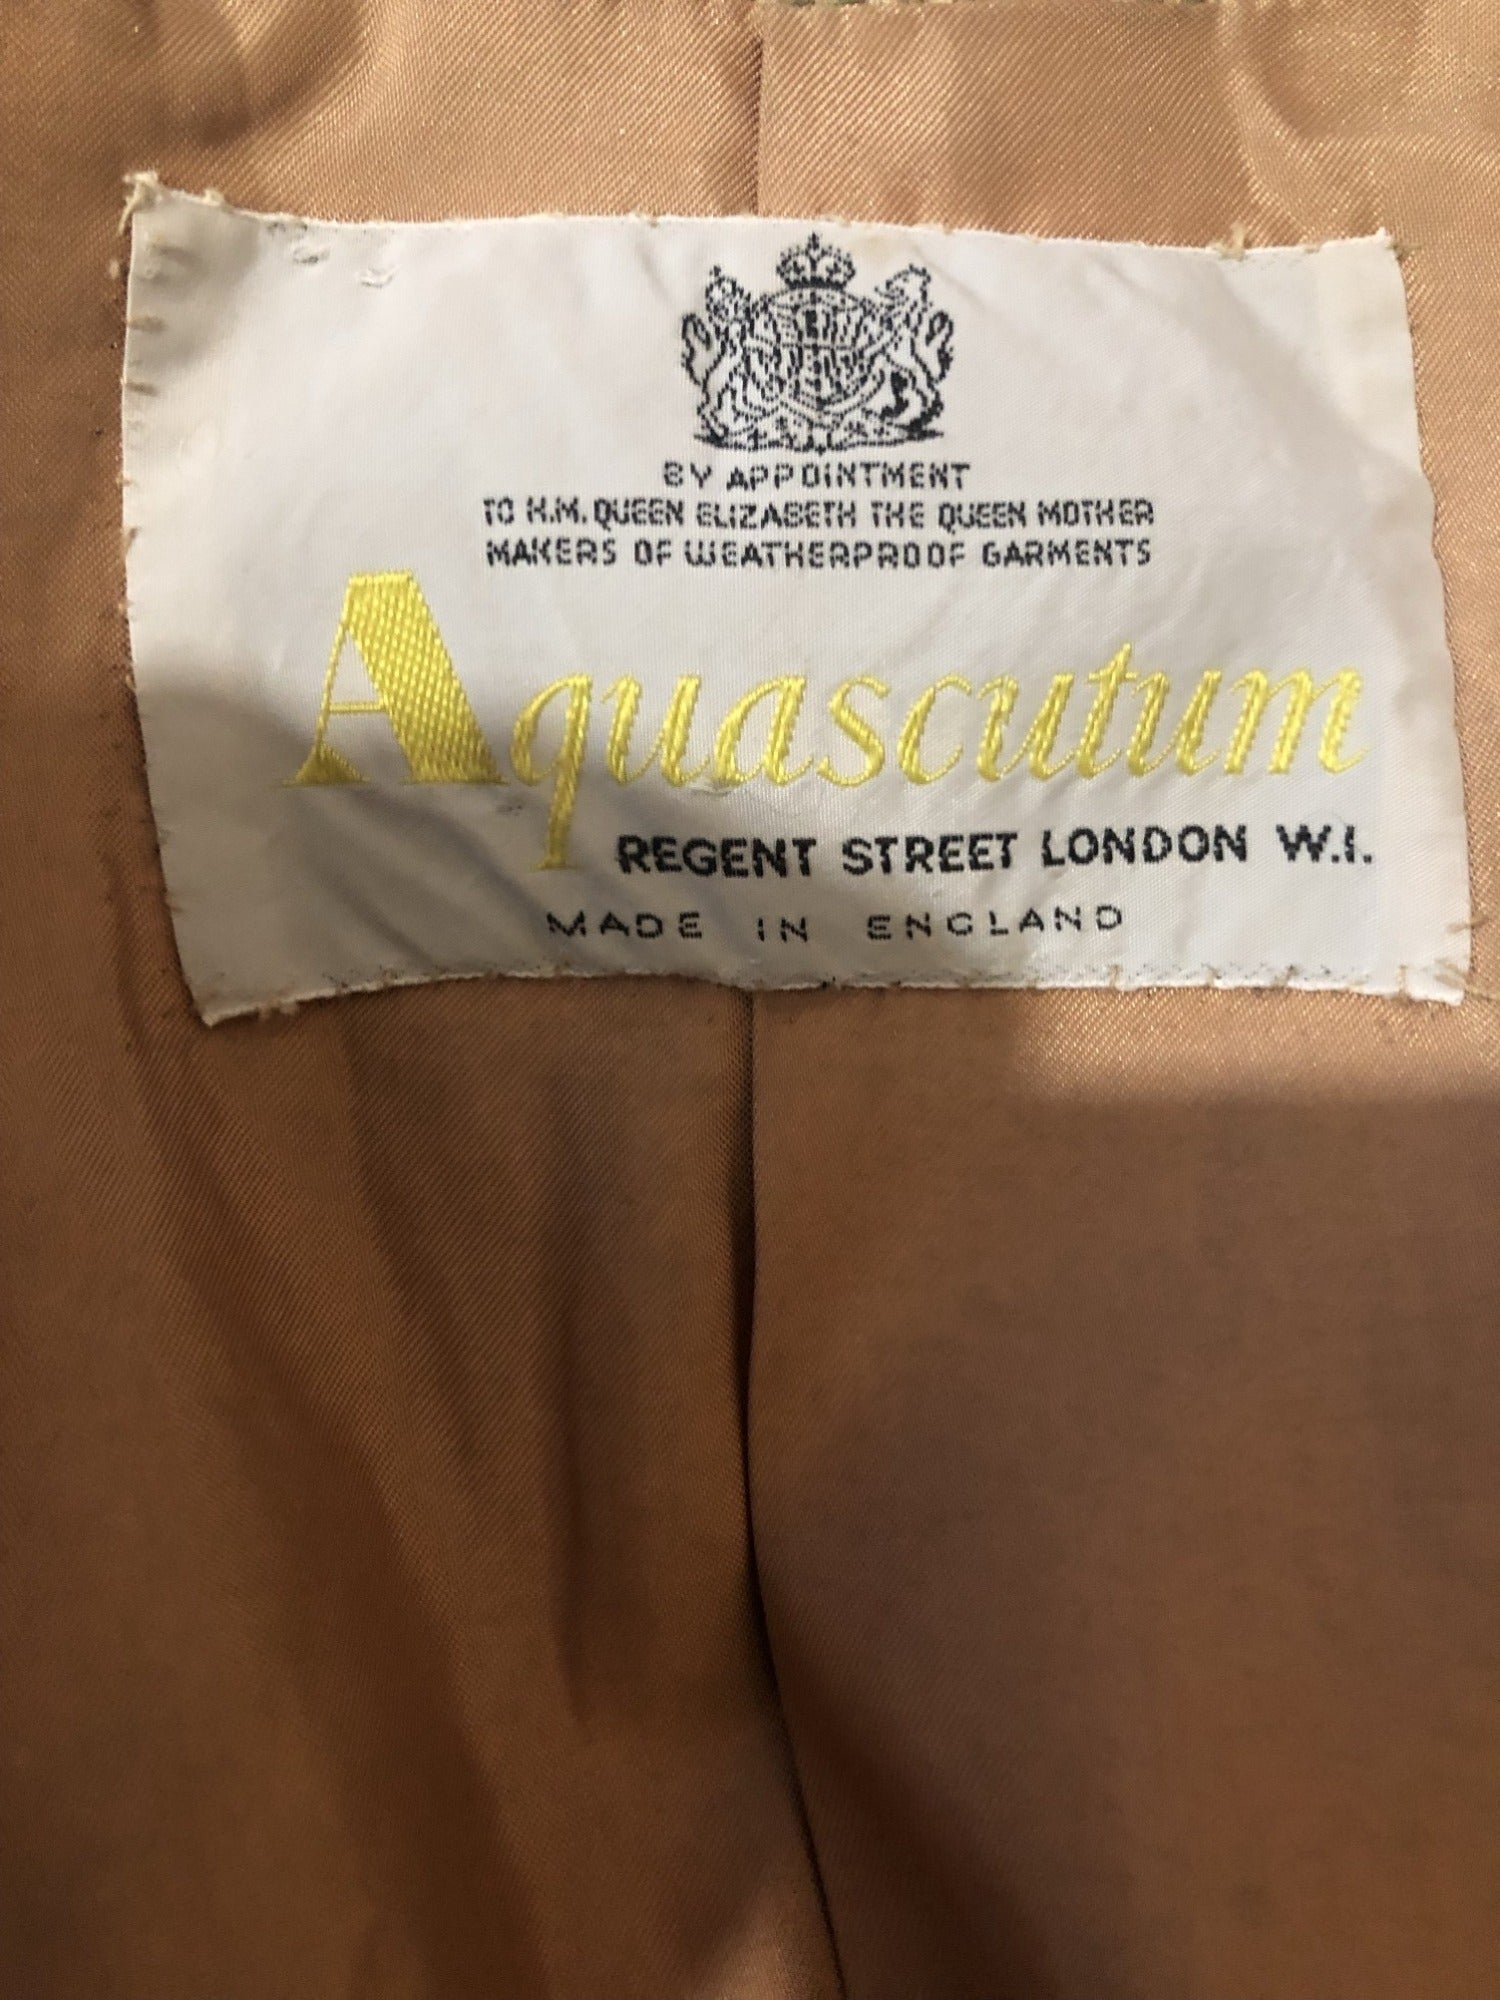 BY APPOINTMENT
TO H.M. QUEEN ELIZABETH THE QUEEN MOTHER
MAKERS OF WEATHERPROOF GARMENTS
Aquascutum
REGENT STREET LONDON W.I.
MADE IN ENGLAND